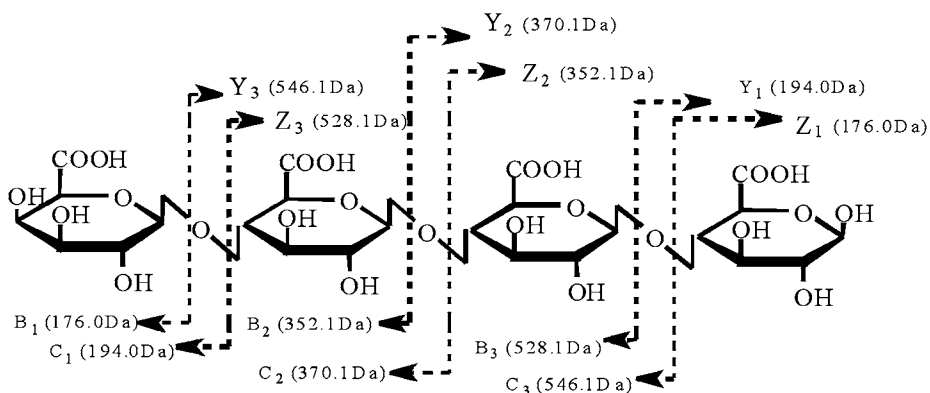 Y2 (370.1Da)
Y3 (546.1Da)
Z2 (352.1Da)
Y1 (194.0Da)
Z3 (528.1Da)
Z1 (176.0Da)
COOH COOH COOH COOH
OH O O O O OH
OH OH OH OH
O O O
OH OH OH OH
B1 (176.0Da) B2 (352.1Da)
C1 (194.0Da) B3 (528.1Da)
C2 (370.1Da) C3 (546.1Da)